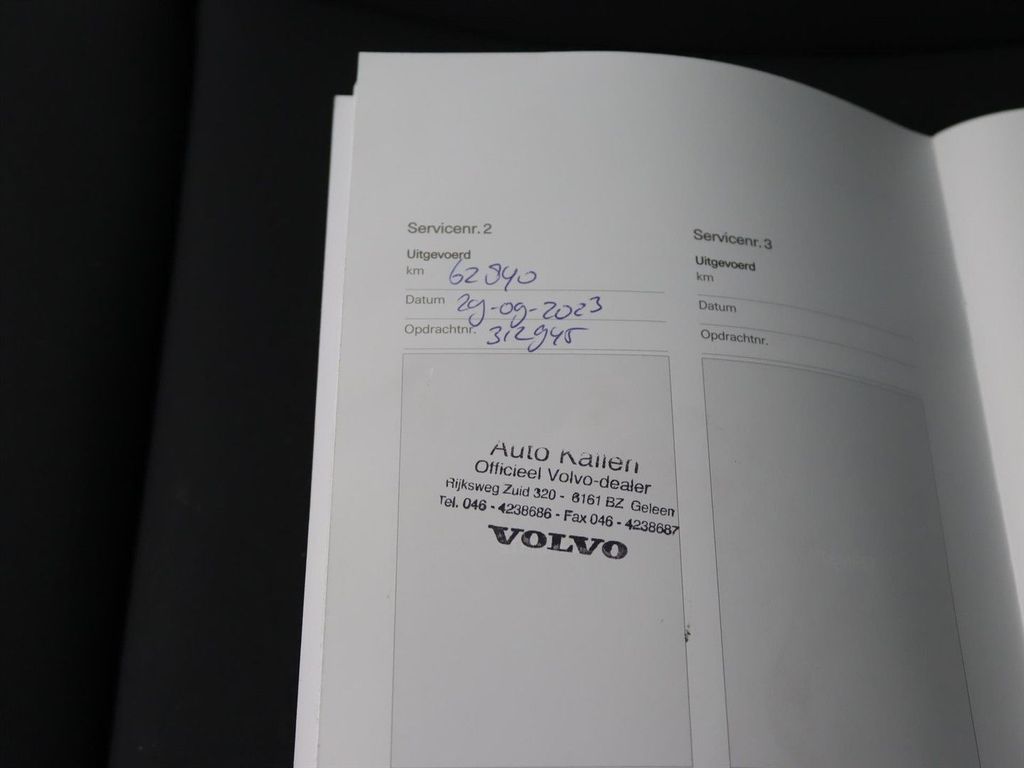 Servicenr. 2
Uitgevoerd
km 62940
Datum 29-09-2023
Opdrachtnr. 312945
Auto Kallen
Officieel Volvo-dealer
Rijksweg Zuid 320 - 6161 BZ Geleen
Tel. 046 - 4238686 - Fax 046 - 4238687
VOLVO
Servicenr. 3
Uitgevoerd
km
Datum
Opdrachtnr.